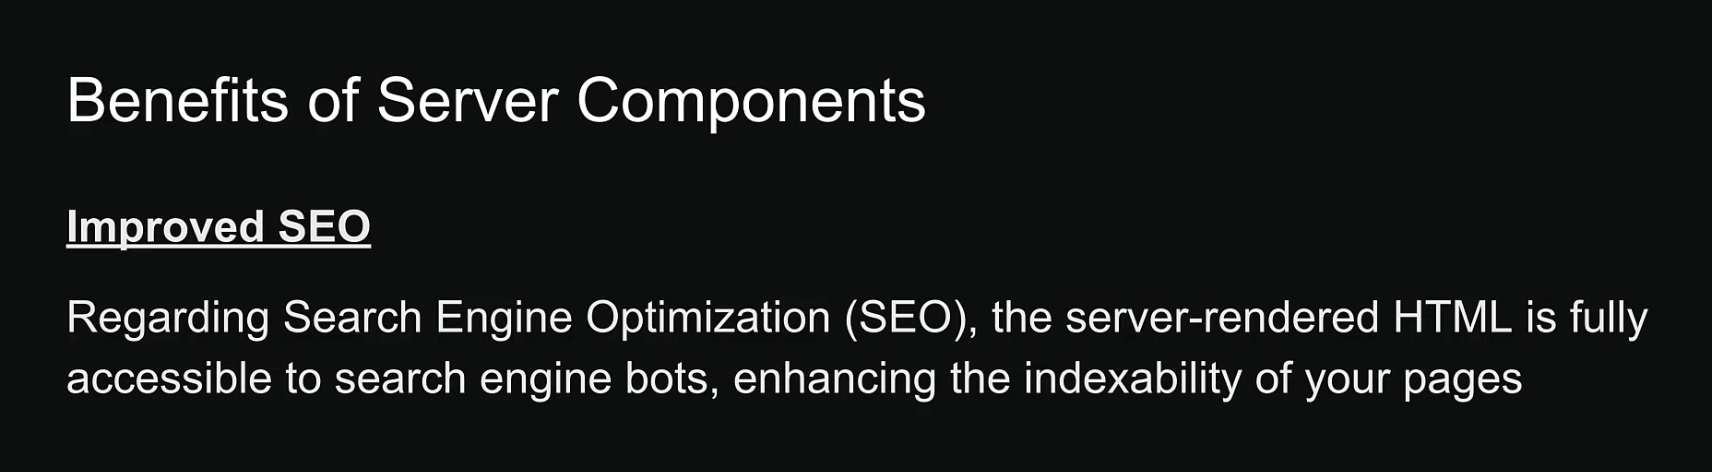 Benefits of Server Components
Improved SEO
Regarding Search Engine Optimization (SEO), the server-rendered HTML is fully
accessible to search engine bots, enhancing the indexability of your pages